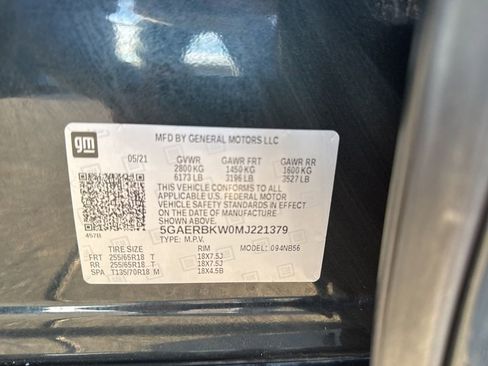 gm
MFD BY GENERAL MOTORS LLC
05/21 GVWR GAWR FRT GAWR RR
2800 KG 1450 KG 1600 KG
6173 LB 3196 LB 3527 LB
THIS VEHICLE CONFORMS TO ALL
APPLICABLE U.S. FEDERAL MOTOR
VEHICLE SAFETY STANDARDS IN EFFECT
ON THE DATE OF MANUFACTURE
SHOWN ABOVE.
457B 5GAERBKW0MJ221379
TYPE: M.P.V. MODEL: 094NB56
TIRE SIZE RIM
FRT 255/65R18 T 18X7.5J
RR 255/65R18 T 18X7.5J
SPA T135/70R18 M 18X4.5B